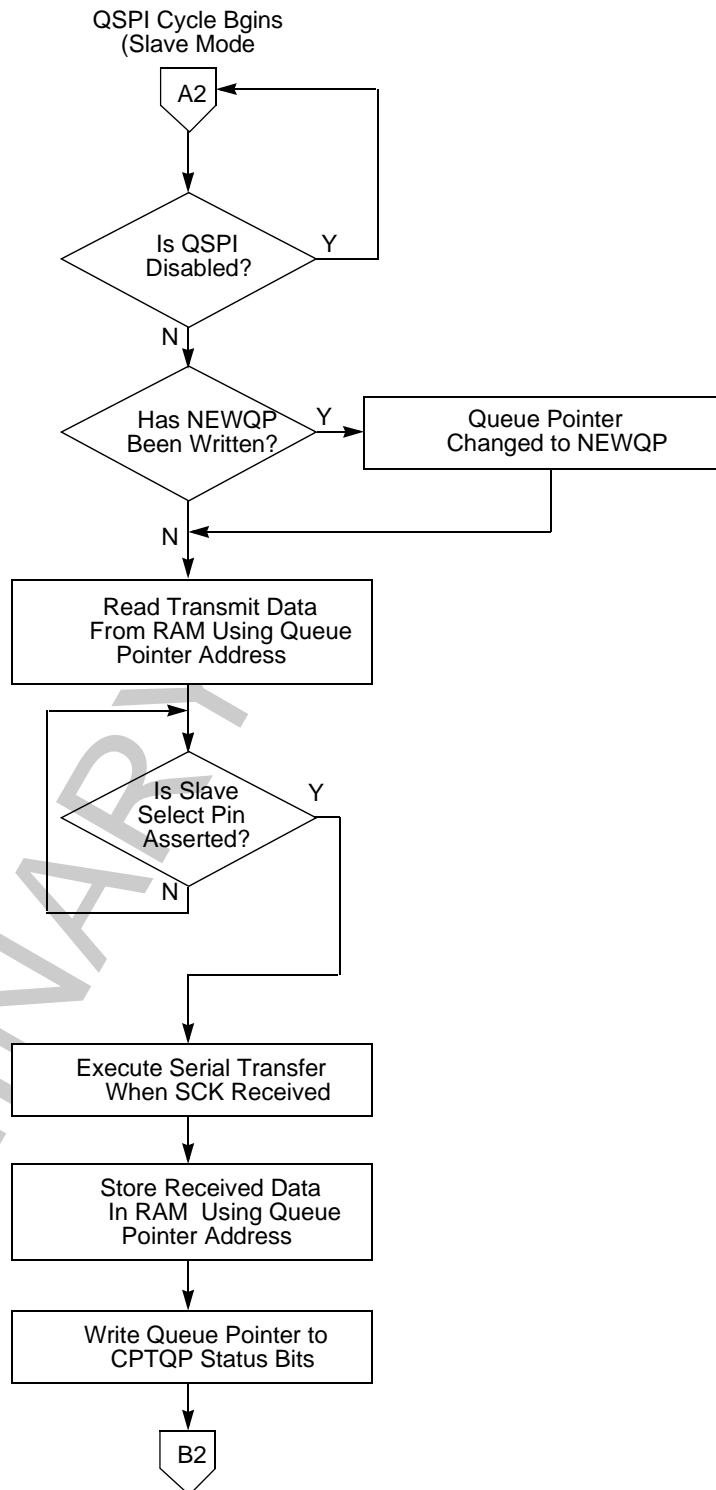 QSPI Cycle Bgins
(Slave Mode
A2
Is QSPI
Disabled?
Y
N
Has NEWQP
Been Written?
Y
Queue Pointer
Changed to NEWQP
N
Read Transmit Data
From RAM Using Queue
Pointer Address
Is Slave
Select Pin
Asserted?
Y
N
Execute Serial Transfer
When SCK Received
Store Received Data
In RAM Using Queue
Pointer Address
Write Queue Pointer to
CPTQP Status Bits
B2
INARY